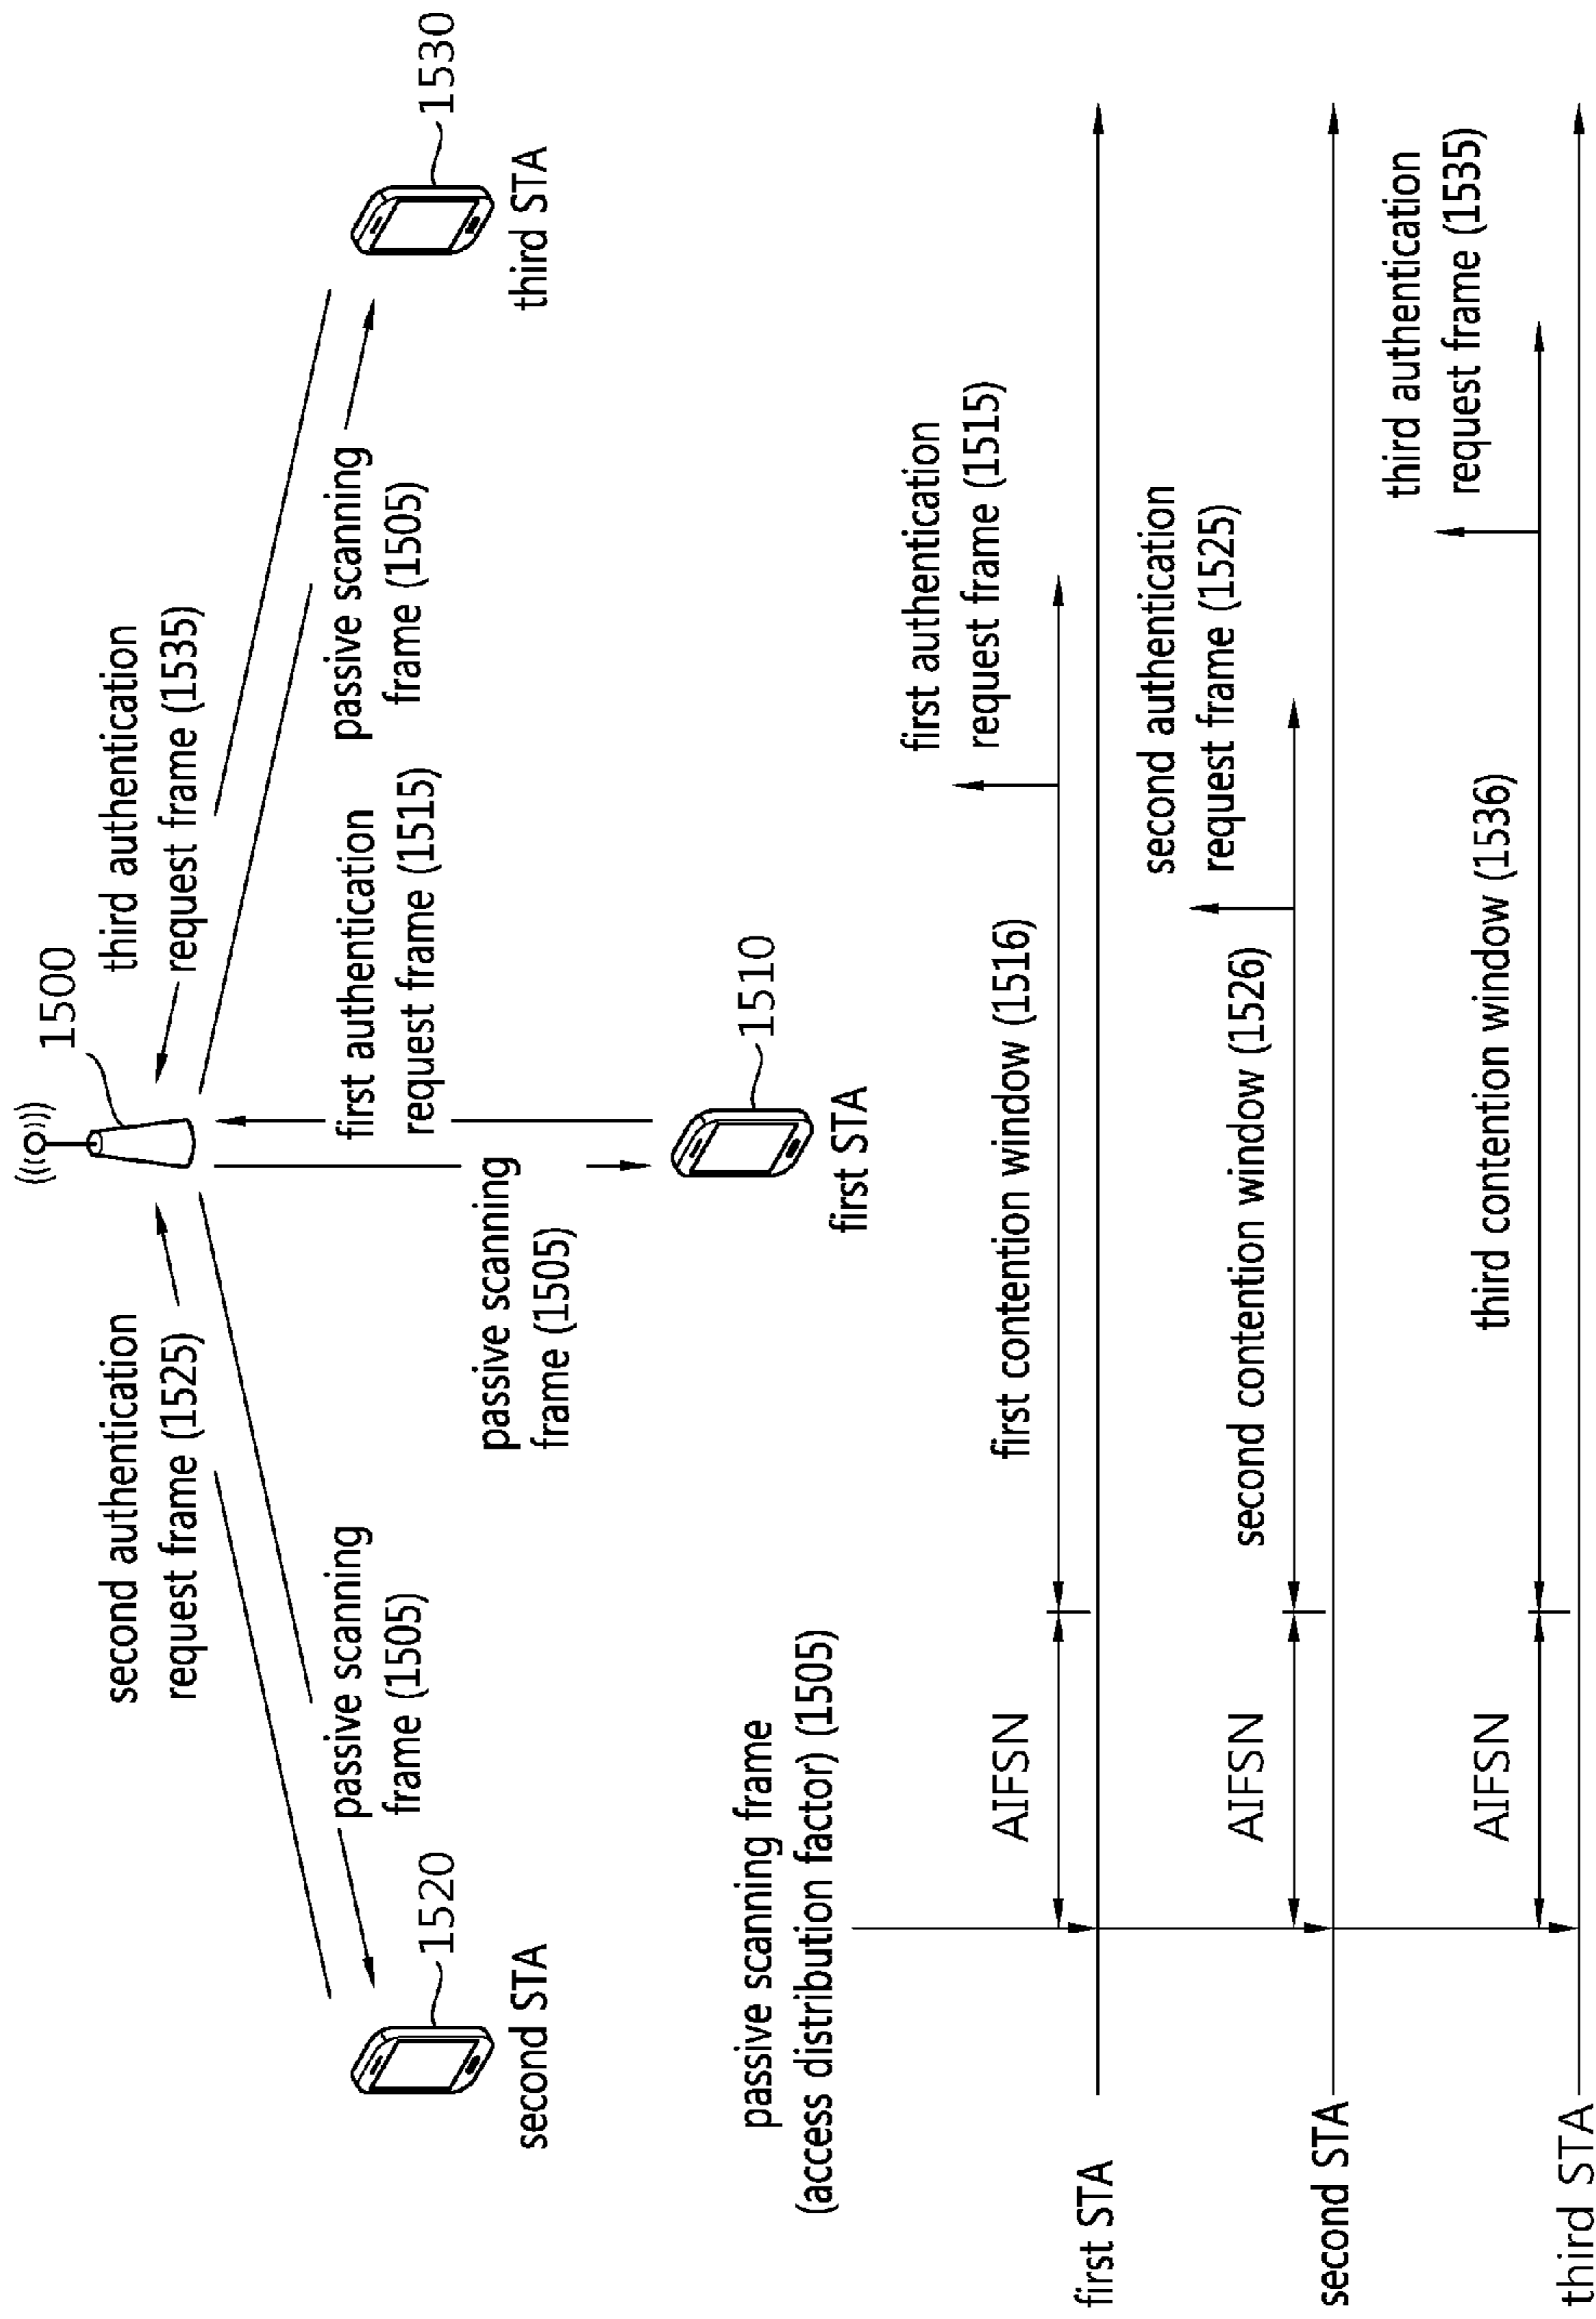 1500
second authentication
request frame (1525)
third authentication
request frame (1535)
passive scanning
frame (1505)
first authentication
request frame (1515)
passive scanning
frame (1505)
passive scanning
frame (1505)
1520
second STA
1510
first STA
1530
third STA
passive scanning frame
(access distribution factor) (1505)
first authentication
request frame (1515)
AIFSN
first contention window (1516)
first STA
second authentication
request frame (1525)
AIFSN
second contention window (1526)
second STA
third authentication
request frame (1535)
AIFSN
third contention window (1536)
third STA